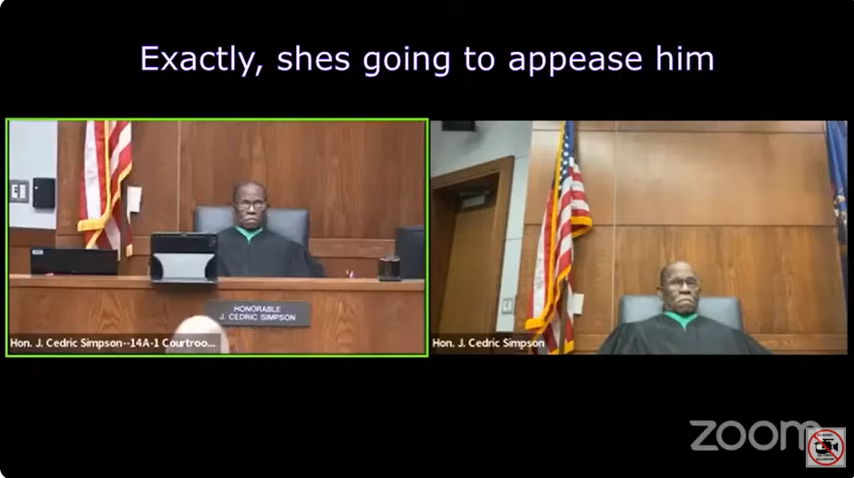 Exactly, shes going to appease him
HONORABLE
J. CEDRIC SIMPSON
Hon. J. Cedric Simpson--14A-1 Courtroo...
Hon. J. Cedric Simpson
zoom